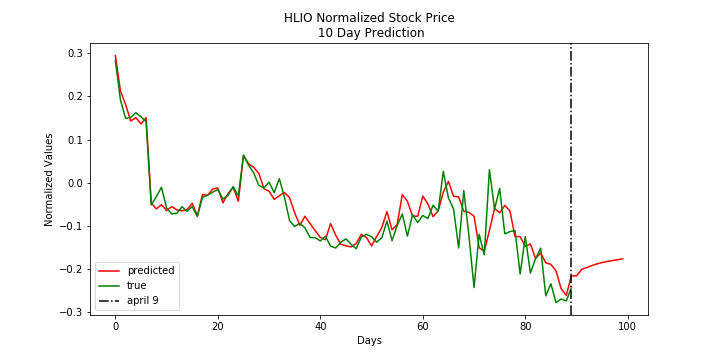 HLIO Normalized Stock Price
10 Day Prediction
Normalized Values
0.3
0.2
0.1
0.0
−0.1
−0.2
−0.3
predicted
true
april 9
0 20 40 60 80 100
Days